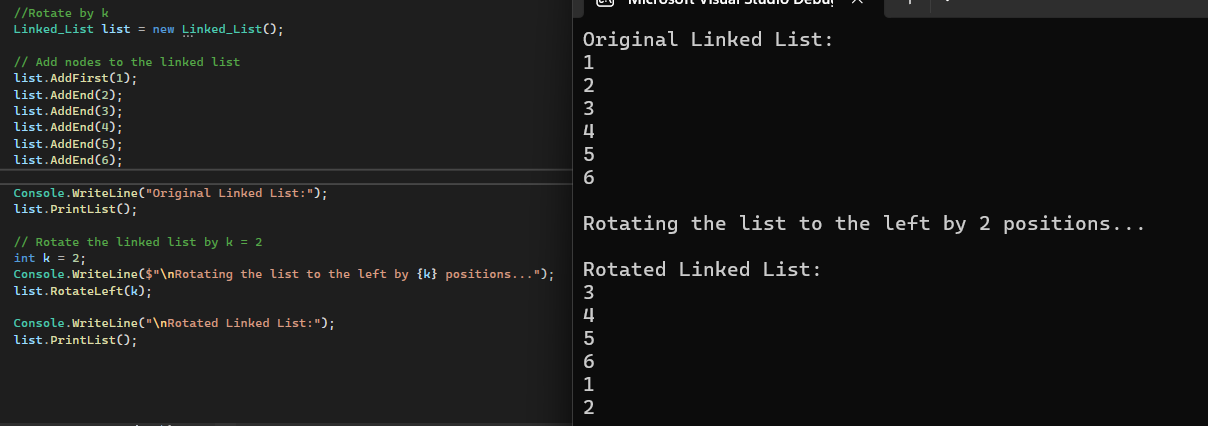 //Rotate by k
Linked_List list = new Linked_List();
// Add nodes to the linked list
list.AddFirst(1);
list.AddEnd(2);
list.AddEnd(3);
list.AddEnd(4);
list.AddEnd(5);
list.AddEnd(6);
Console.WriteLine("Original Linked List:");
list.PrintList();
// Rotate the linked list by k = 2
int k = 2;
Console.WriteLine($"\nRotating the list to the left by {k} positions...");
list.RotateLeft(k);
Console.WriteLine("\nRotated Linked List:");
list.PrintList();
Microsoft Visual Studio Debu
Original Linked List:
1
2
3
4
5
6
Rotating the list to the left by 2 positions...
Rotated Linked List:
3
4
5
6
1
2